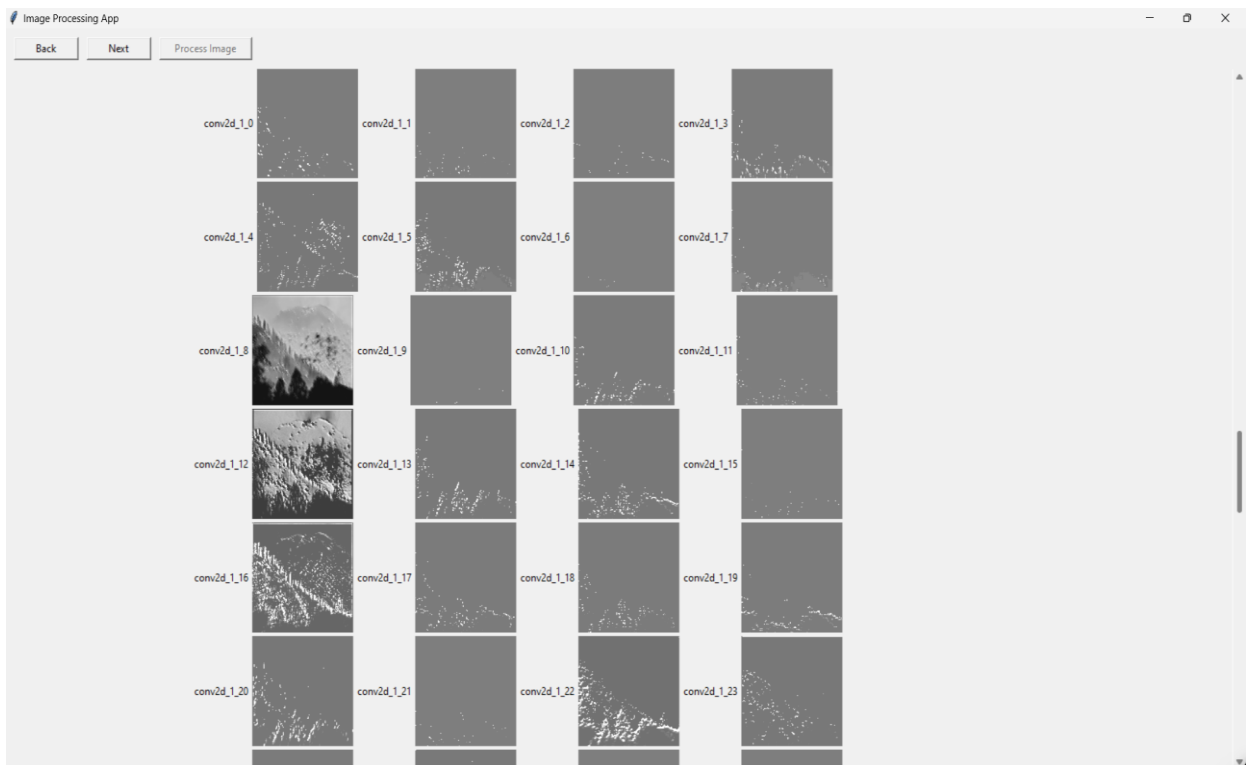 Image Processing App
Back Next Process Image
conv2d_1_0 conv2d_1_1 conv2d_1_2 conv2d_1_3
conv2d_1_4 conv2d_1_5 conv2d_1_6 conv2d_1_7
conv2d_1_8 conv2d_1_9 conv2d_1_10 conv2d_1_11
conv2d_1_12 conv2d_1_13 conv2d_1_14 conv2d_1_15
conv2d_1_16 conv2d_1_17 conv2d_1_18 conv2d_1_19
conv2d_1_20 conv2d_1_21 conv2d_1_22 conv2d_1_23